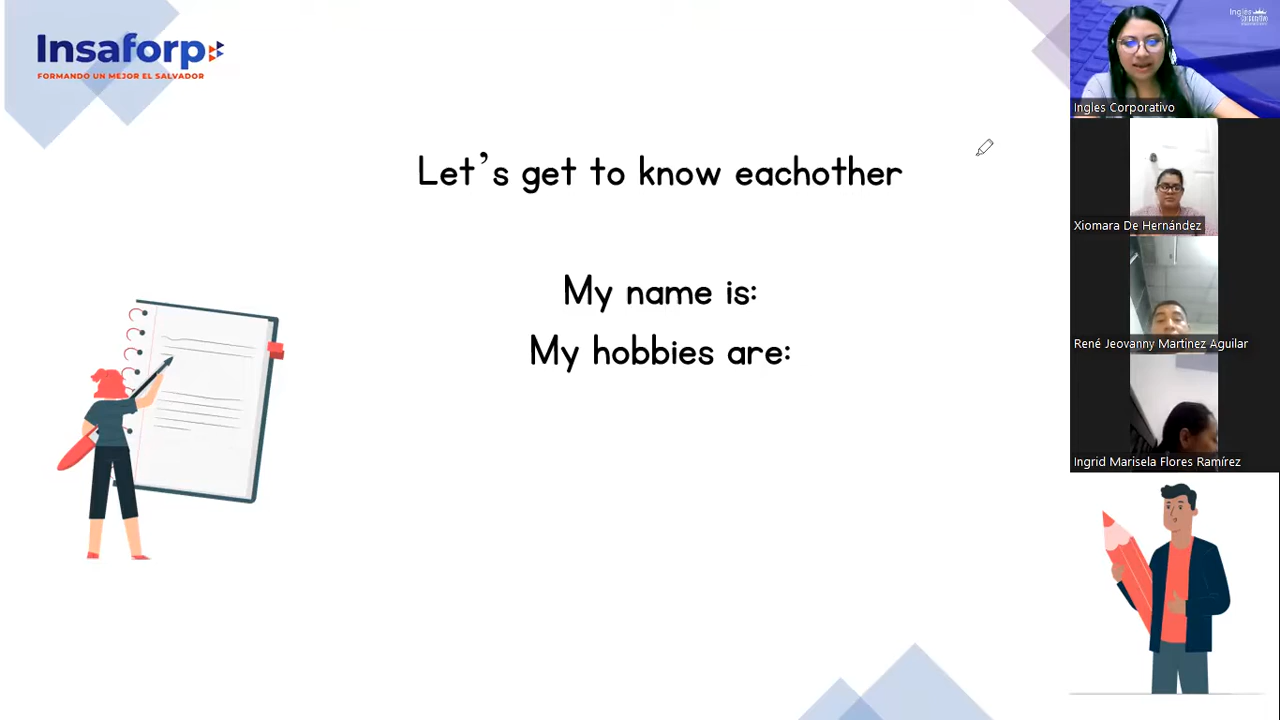 Insaforp
FORMANDO UN MEJOR EL SALVADOR
Let's get to know eachother
My name is:
My hobbies are:
Ingles Corporativo
Xiomara De Hernández
René Jeovanny Martinez Aguilar
Ingrid Marisela Flores Ramírez